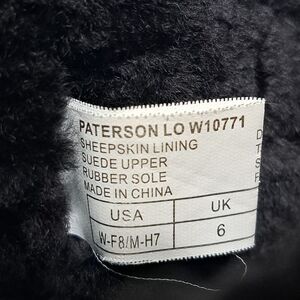 PATERSON LO W10771
SHEEPSKIN LINING
SUEDE UPPER
RUBBER SOLE
MADE IN CHINA
USA UK
W-F8/M-H7 6